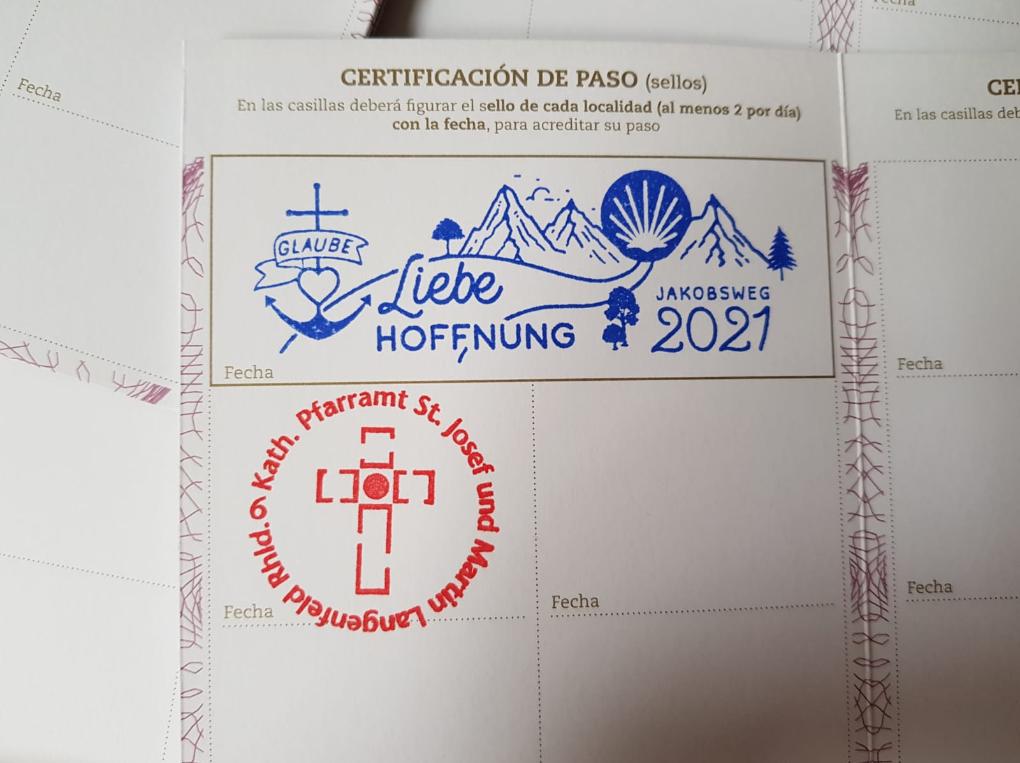 Fecha
CERTIFICACIÓN DE PASO (sellos)
En las casillas deberá figurar el sello de cada localidad (al menos 2 por día)
con la fecha, para acreditar su paso
GLAUBE
Liebe
HOFFNUNG
JAKOBSWEG
2021
Fecha
Kath. Pfarramt St. Josef und Martin Langenfeld Rhld. 6
Fecha
Fecha
Fecha
CE
En las casillas deb
Fecha
Fecha